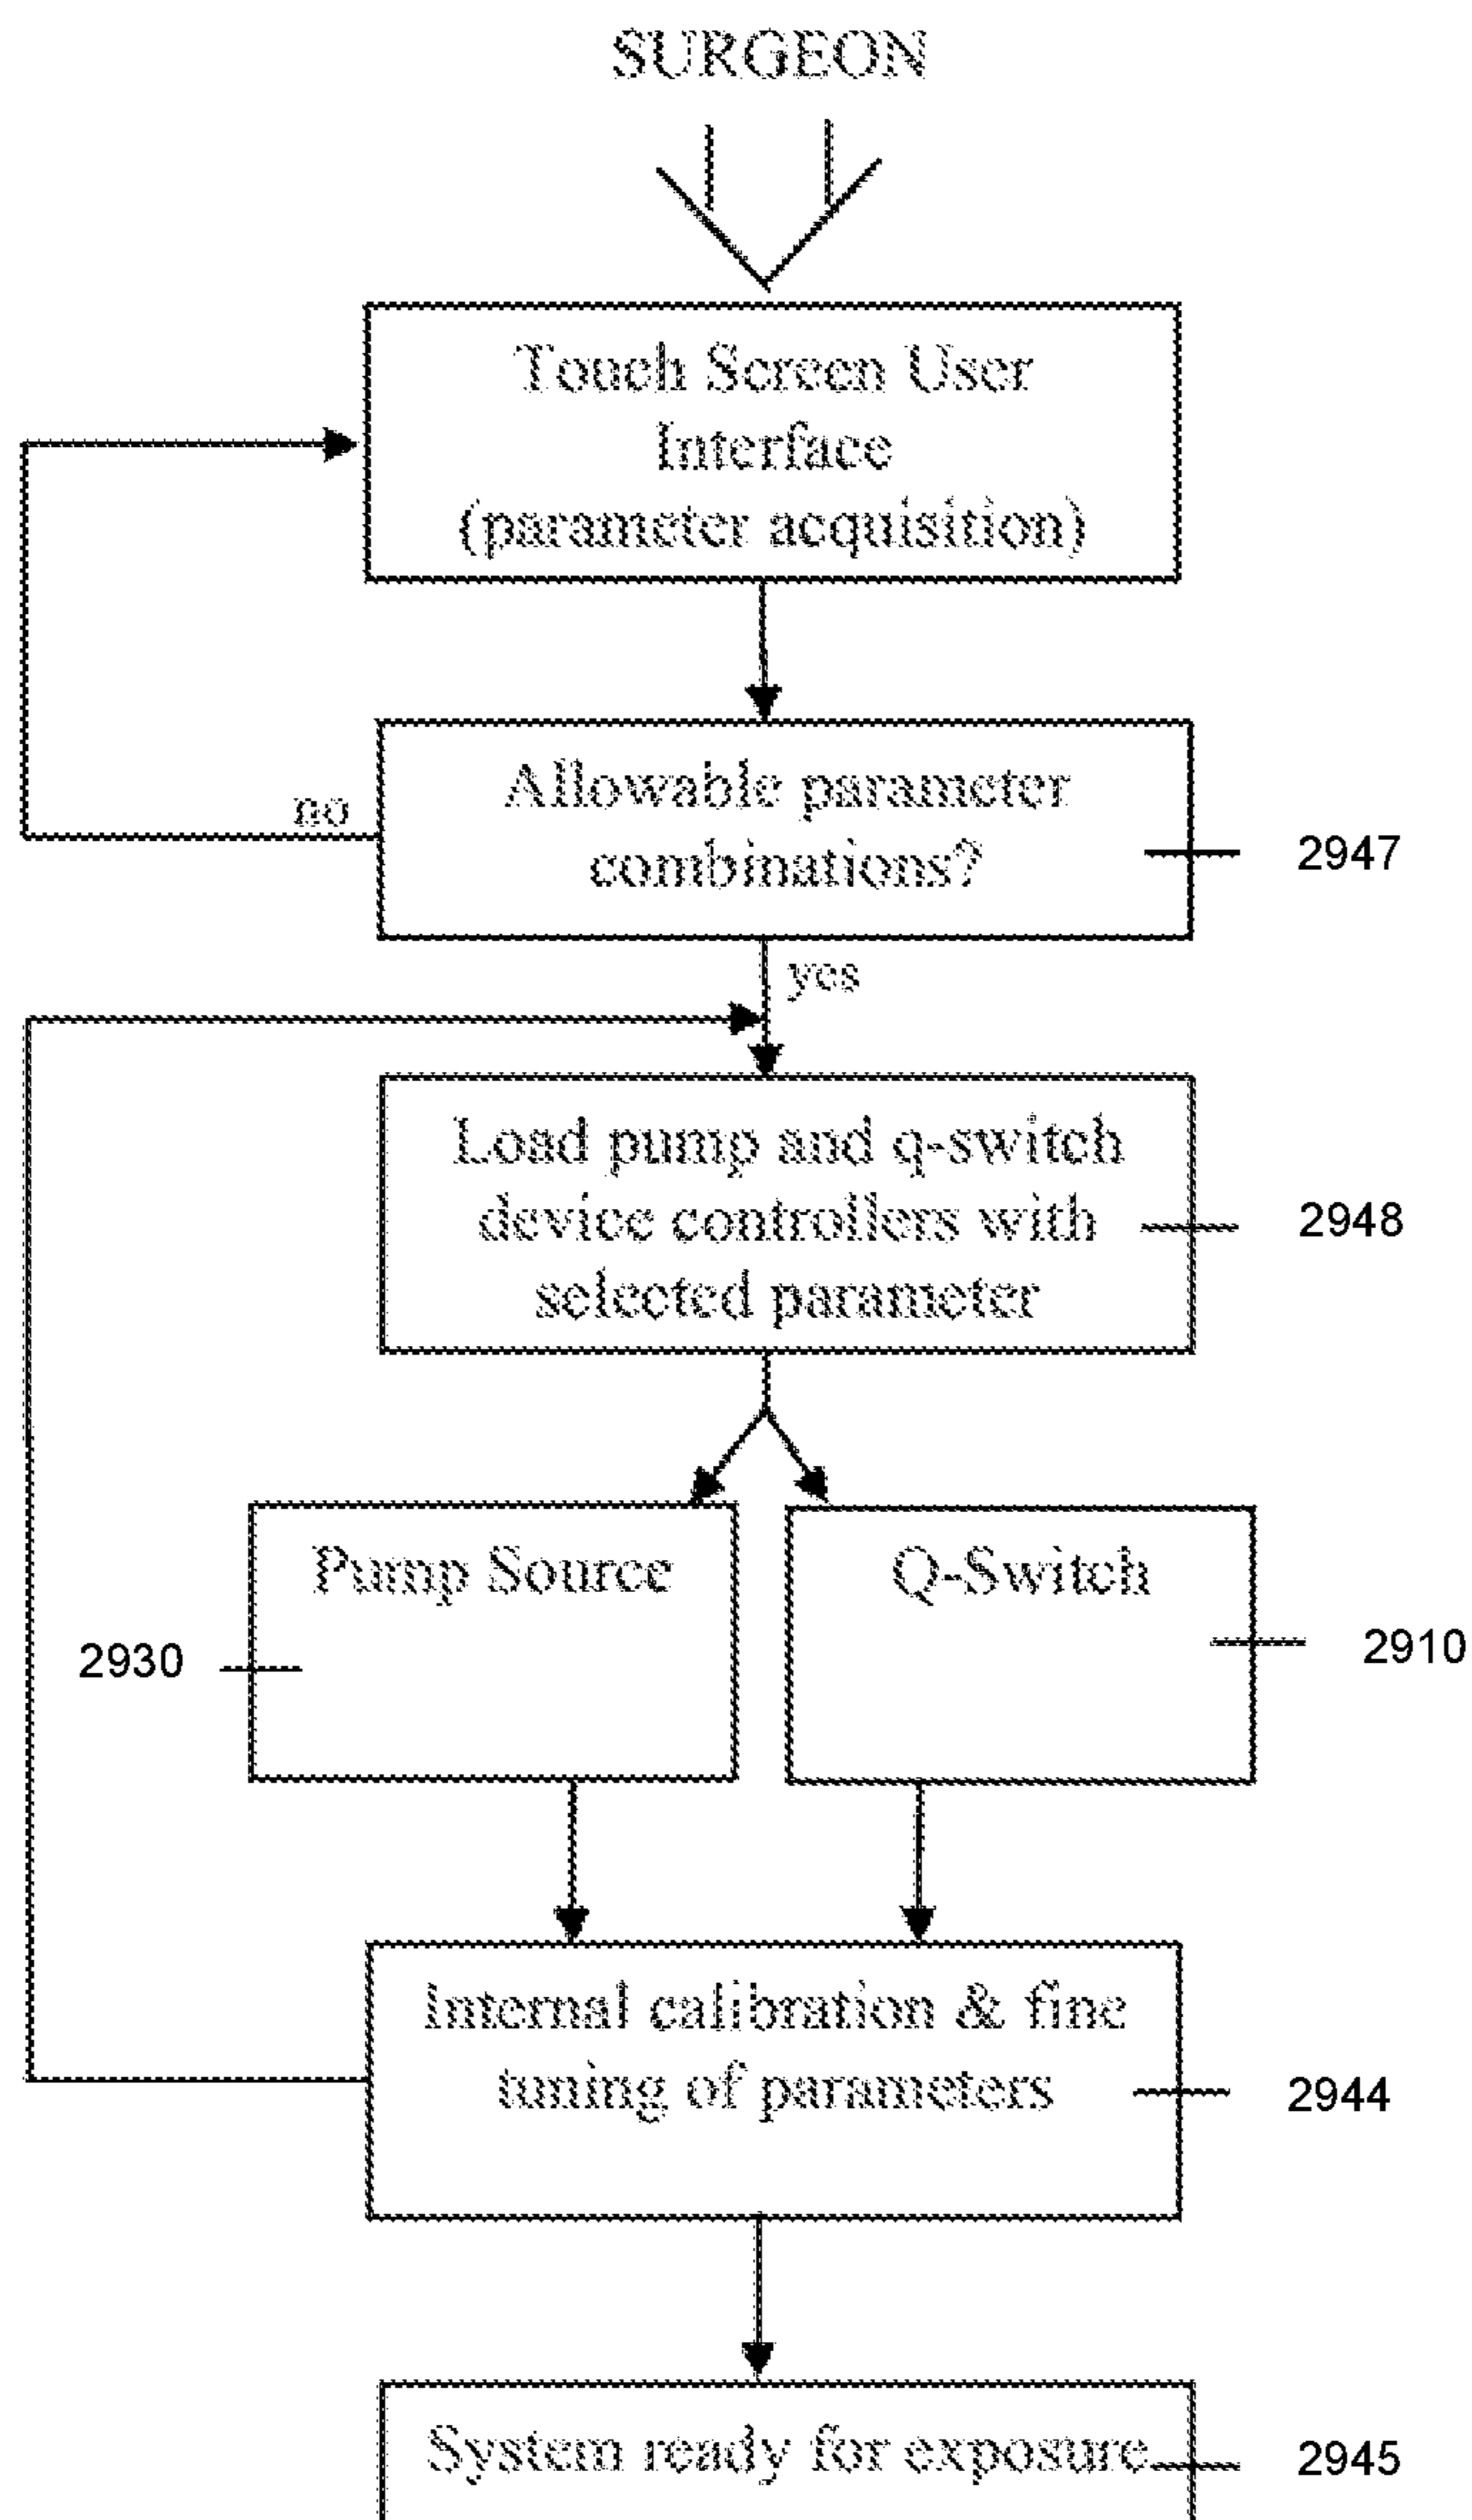 SURGEON
Touch Screen User
Interface
(parameter acquisition)
no
Allowable parameter
combinations?
2947
yes
Load pump and q-switch
device controllers with
selected parameter
2948
Pump Source
Q-Switch
2930
2910
Internal calibration & fine
tuning of parameters
2944
System ready for exposure
2945